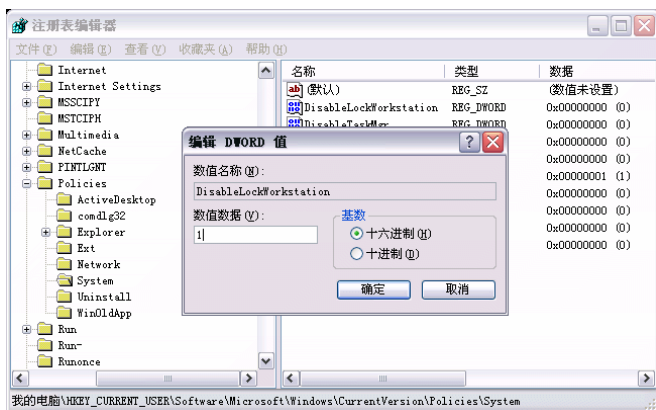 注册表编辑器
文件(F) 编辑(E) 查看(V) 收藏夹(A) 帮助(H)
Internet
Internet Settings
MSSCIPY
MSTCIPH
Multimedia
NetCache
PINTLGNT
Policies
ActiveDesktop
comdlg32
Explorer
Ext
Network
System
Uninstall
WinOldApp
Run
Run-
Runonce
名称 类型 数据
(默认) REG_SZ (数值未设置)
DisableLockWorkstation REG_DWORD 0x00000000 (0)
DisableTaskMgr REG_DWORD 0x00000000 (0)
0x00000000 (0)
0x00000001 (1)
0x00000000 (0)
0x00000000 (0)
0x00000000 (0)
0x00000000 (0)
编辑 DWORD 值
数值名称(N):
DisableLockWorkstation
数值数据(V):
1
基数
十六进制(H)
十进制(D)
确定 取消
我的电脑\HKEY_CURRENT_USER\Software\Microsoft\Windows\CurrentVersion\Policies\System